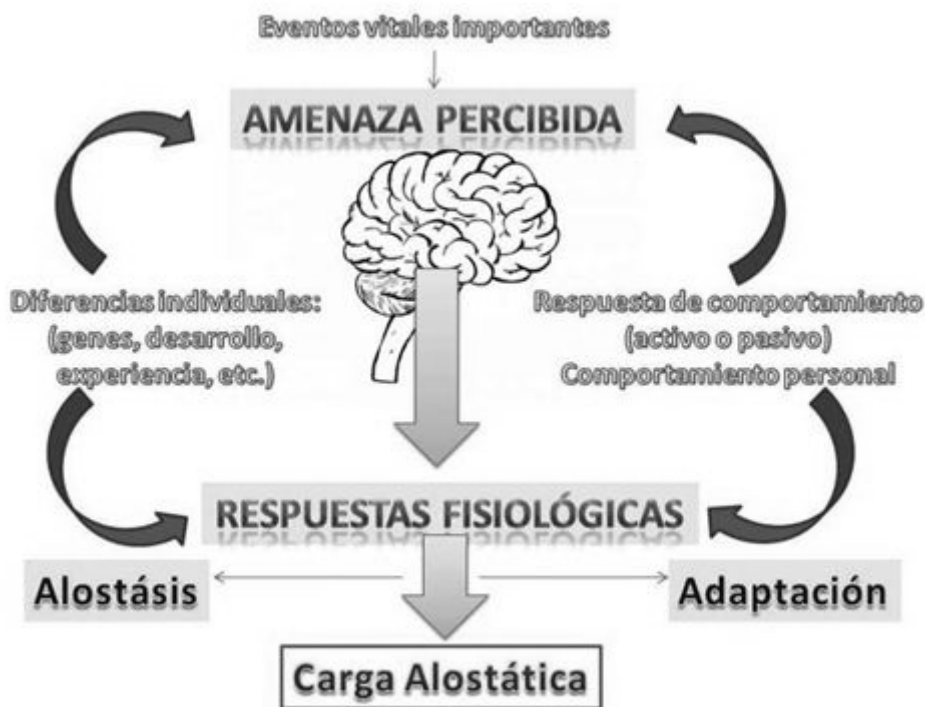 Eventos vitales importantes
AMENAZA PERCIBIDA
Diferencias individuales:
(genes, desarrollo,
experiencia, etc.)
Respuesta de comportamiento
(activo o pasivo)
Comportamiento personal
RESPUESTAS FISIOLÓGICAS
Alostásis
Adaptación
Carga Alostática